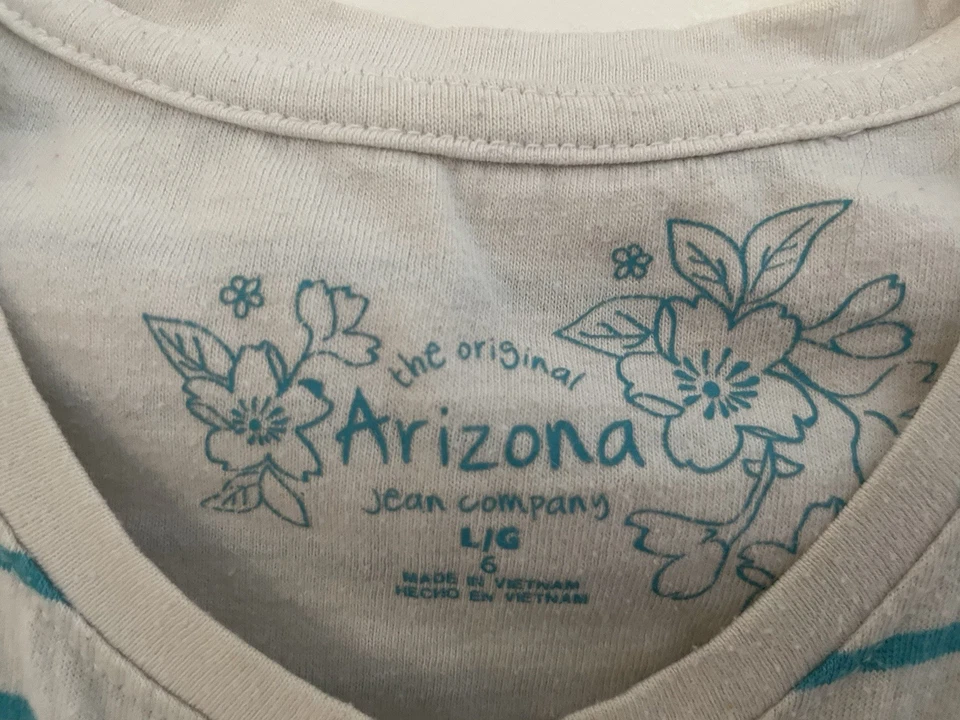 the original
Arizona
jean company
L/G
6
MADE IN VIETNAM
HECHO EN VIETNAM